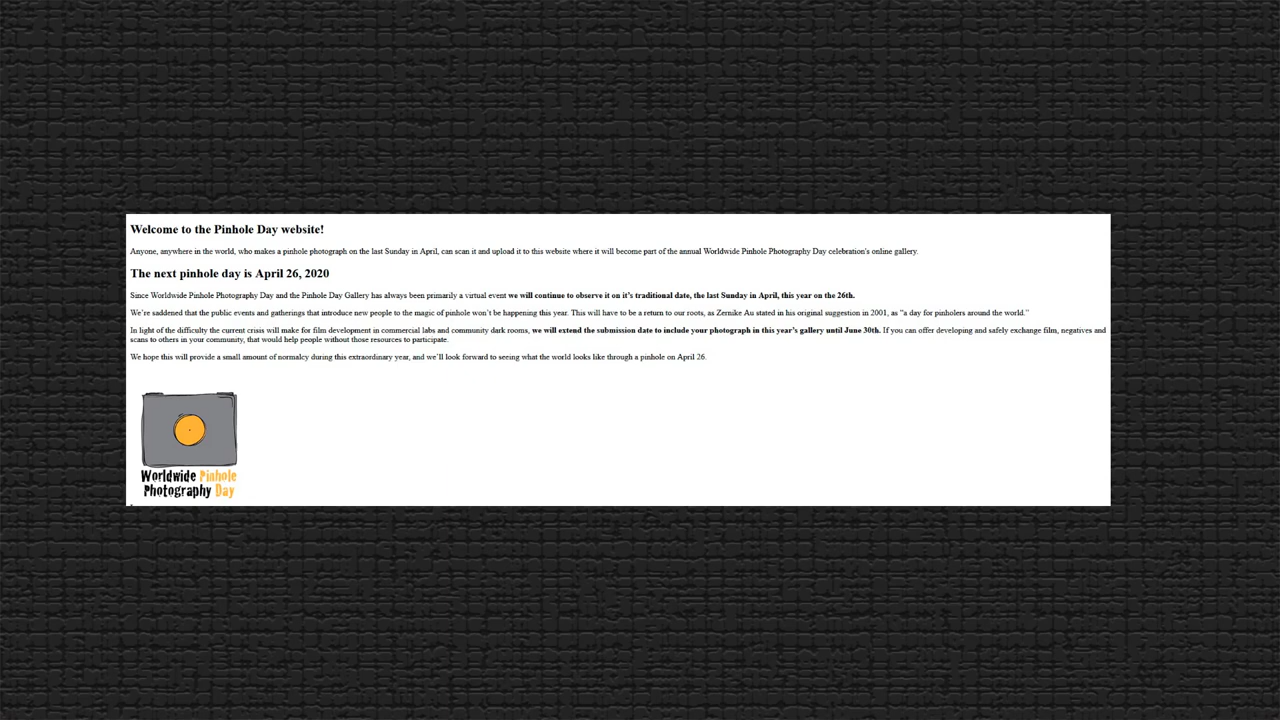 Welcome to the Pinhole Day website!
Anyone, anywhere in the world, who makes a pinhole photograph on the last Sunday in April, can scan it and upload it to this website where it will become part of the annual Worldwide Pinhole Photography Day celebration's online gallery.
The next pinhole day is April 26, 2020
Since Worldwide Pinhole Photography Day and the Pinhole Day Gallery has always been primarily a virtual event we will continue to observe it on it's traditional date, the last Sunday in April, this year on the 26th.
We're saddened that the public events and gatherings that introduce new people to the magic of pinhole won't be happening this year. This will have to be a return to our roots, as Zernike Au stated in his original suggestion in 2001, as "a day for pinholers around the world."
In light of the difficulty the current crisis will make for film development in commercial labs and community dark rooms, we will extend the submission date to include your photograph in this year's gallery until June 30th. If you can offer developing and safely exchange film, negatives and
scans to others in your community, that would help people without those resources to participate.
We hope this will provide a small amount of normalcy during this extraordinary year, and we'll look forward to seeing what the world looks like through a pinhole on April 26.
Worldwide Pinhole
Photography Day